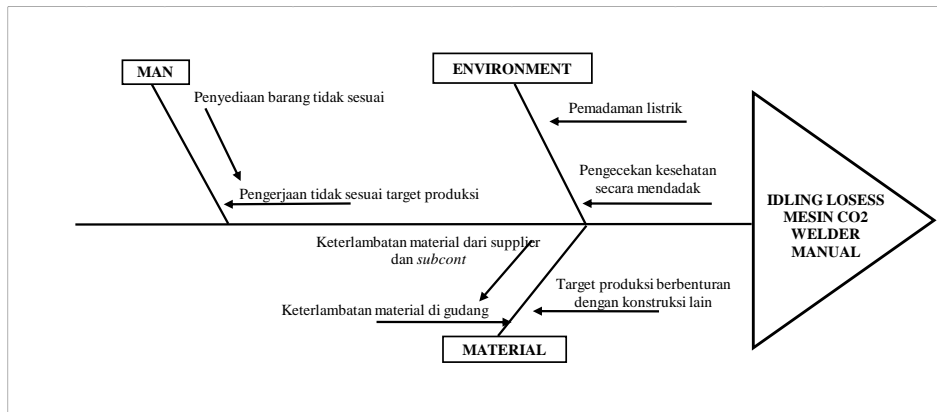 MAN
ENVIRONMENT
Penyediaan barang tidak sesuai
Pemadaman listrik
Pengerjaan tidak sesuai target produksi
Pengecekan kesehatan
secara mendadak
IDLING LOSESS
MESIN CO2
WELDER
MANUAL
Keterlambatan material dari supplier
dan subcont
Target produksi berbenturan
dengan konstruksi lain
Keterlambatan material di gudang
MATERIAL